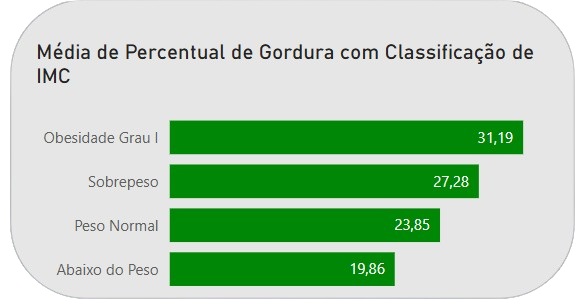 Média de Percentual de Gordura com Classificação de
IMC
Obesidade Grau I 31,19
Sobrepeso 27,28
Peso Normal 23,85
Abaixo do Peso 19,86